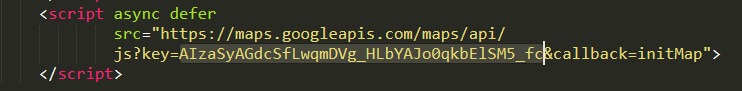 <script async defer
src="https://maps.googleapis.com/maps/api/
js?key=AIzaSyAGdcSfLwqmDVg_HLbYAJo0qkbElSM5_fc&callback=initMap">
</script>